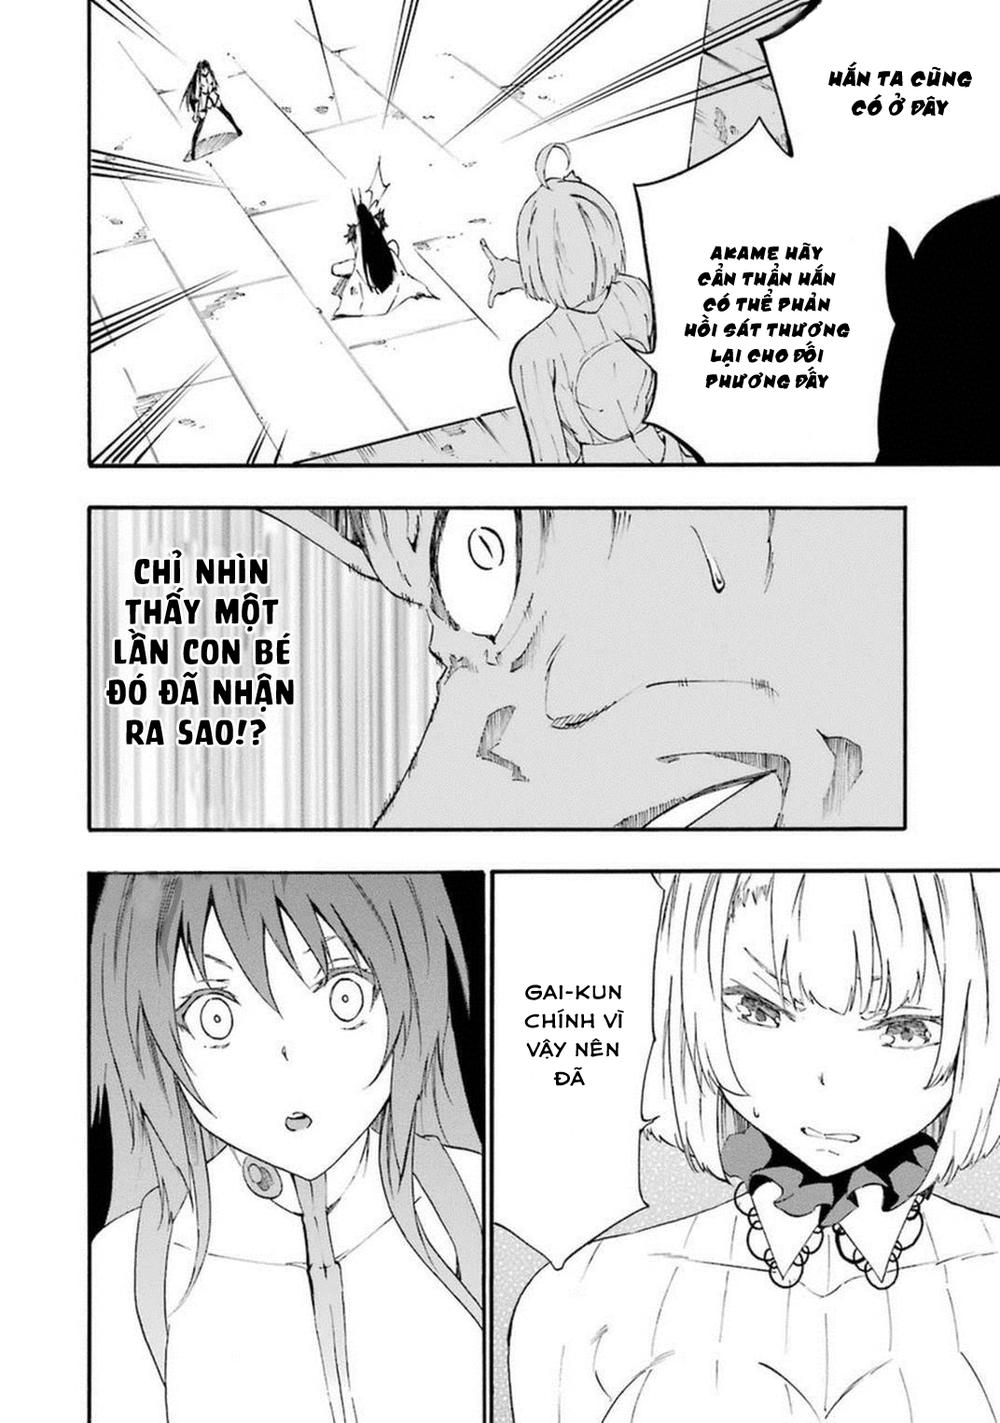 HẮN TA CŨNG
CÓ Ở ĐÂY
AKAME HÃY
CẨN THẨN HẮN
CÓ THỂ PHẢN
HỒI SÁT THƯƠNG
LẠI CHO ĐỐI
PHƯƠNG ĐẤY
CHỈ NHÌN
THẤY MỘT
LẦN CON BÉ
ĐÓ ĐÃ NHẬN
RA SAO!?
GAI-KUN
CHÍNH VÌ
VẬY NÊN
ĐÃ